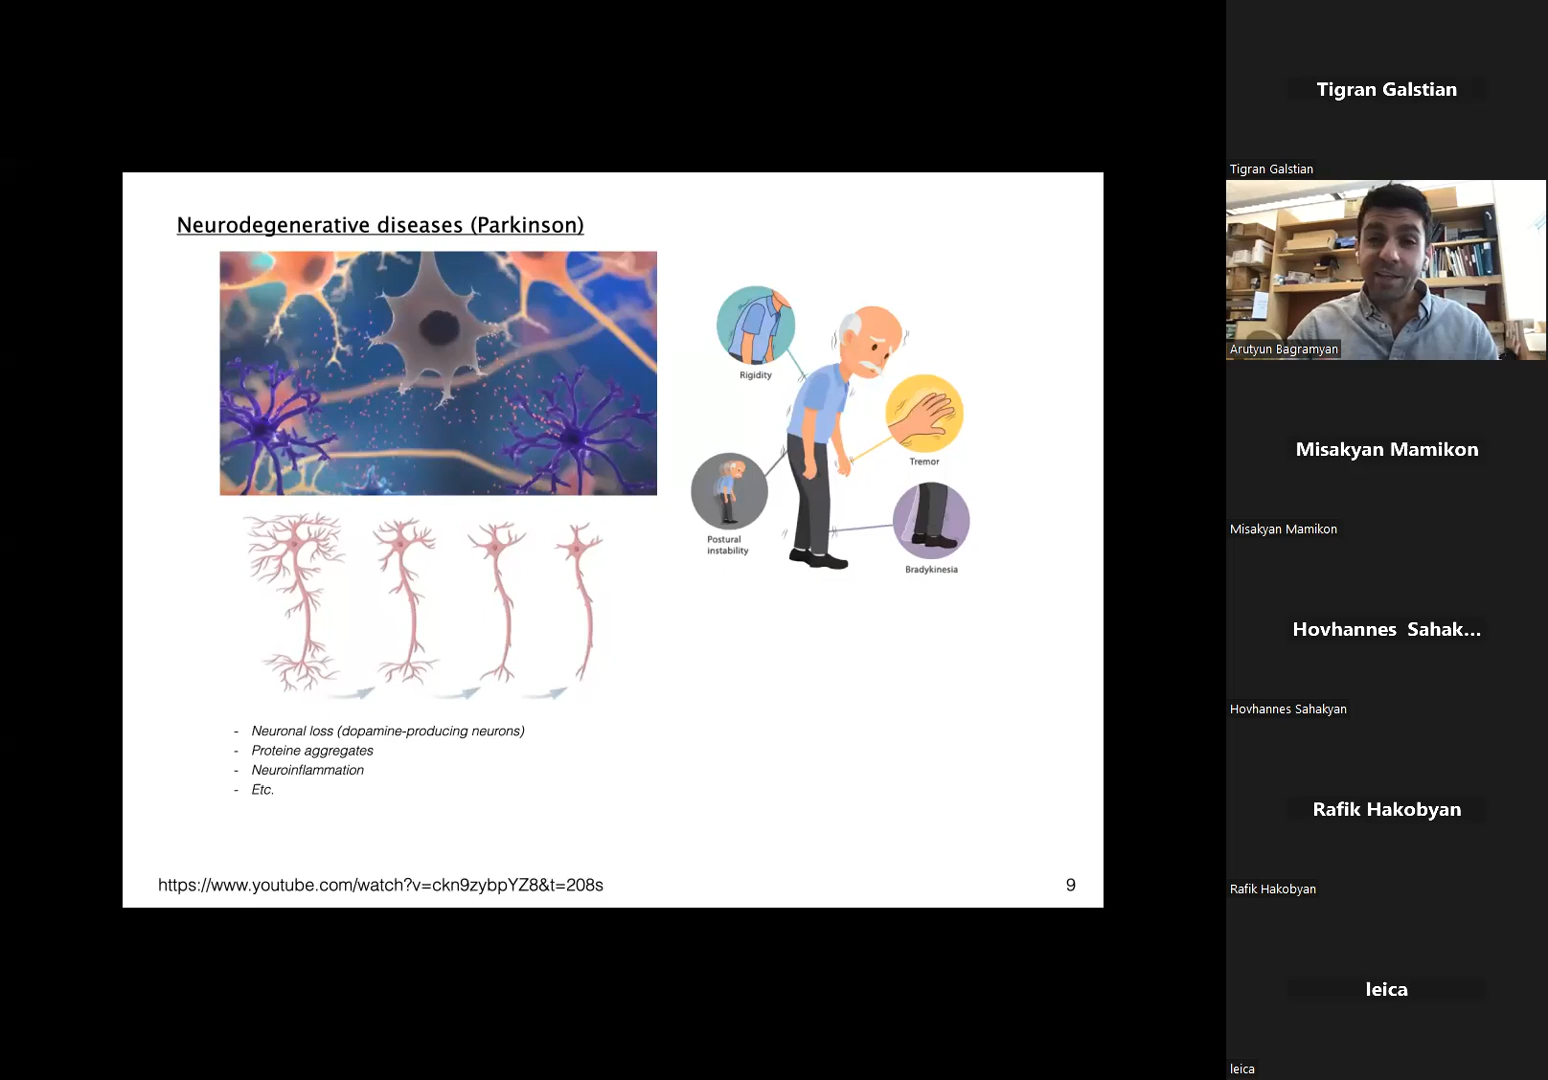 Neurodegenerative diseases (Parkinson)
Rigidity
Tremor
Postural
instability
Bradykinesia
- Neuronal loss (dopamine-producing neurons)
- Proteine aggregates
- Neuroinflammation
- Etc.
https://www.youtube.com/watch?v=ckn9zybpYZ8&t=208s
9
Tigran Galstian
Tigran Galstian
Arutyun Bagramyan
Misakyan Mamikon
Misakyan Mamikon
Hovhannes Sahak...
Hovhannes Sahakyan
Rafik Hakobyan
Rafik Hakobyan
leica
leica